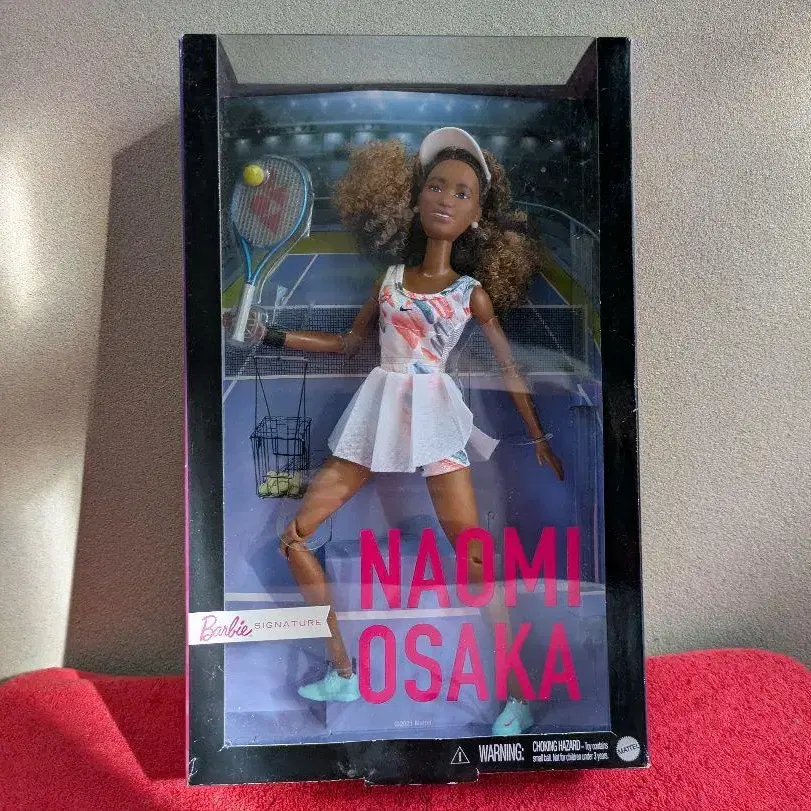 NAOMI
OSAKA
Barbie SIGNATURE
©2021 Mattel
WARNING: CHOKING HAZARD – Toy contains
small ball. Not for children under 3 years.
MATTEL